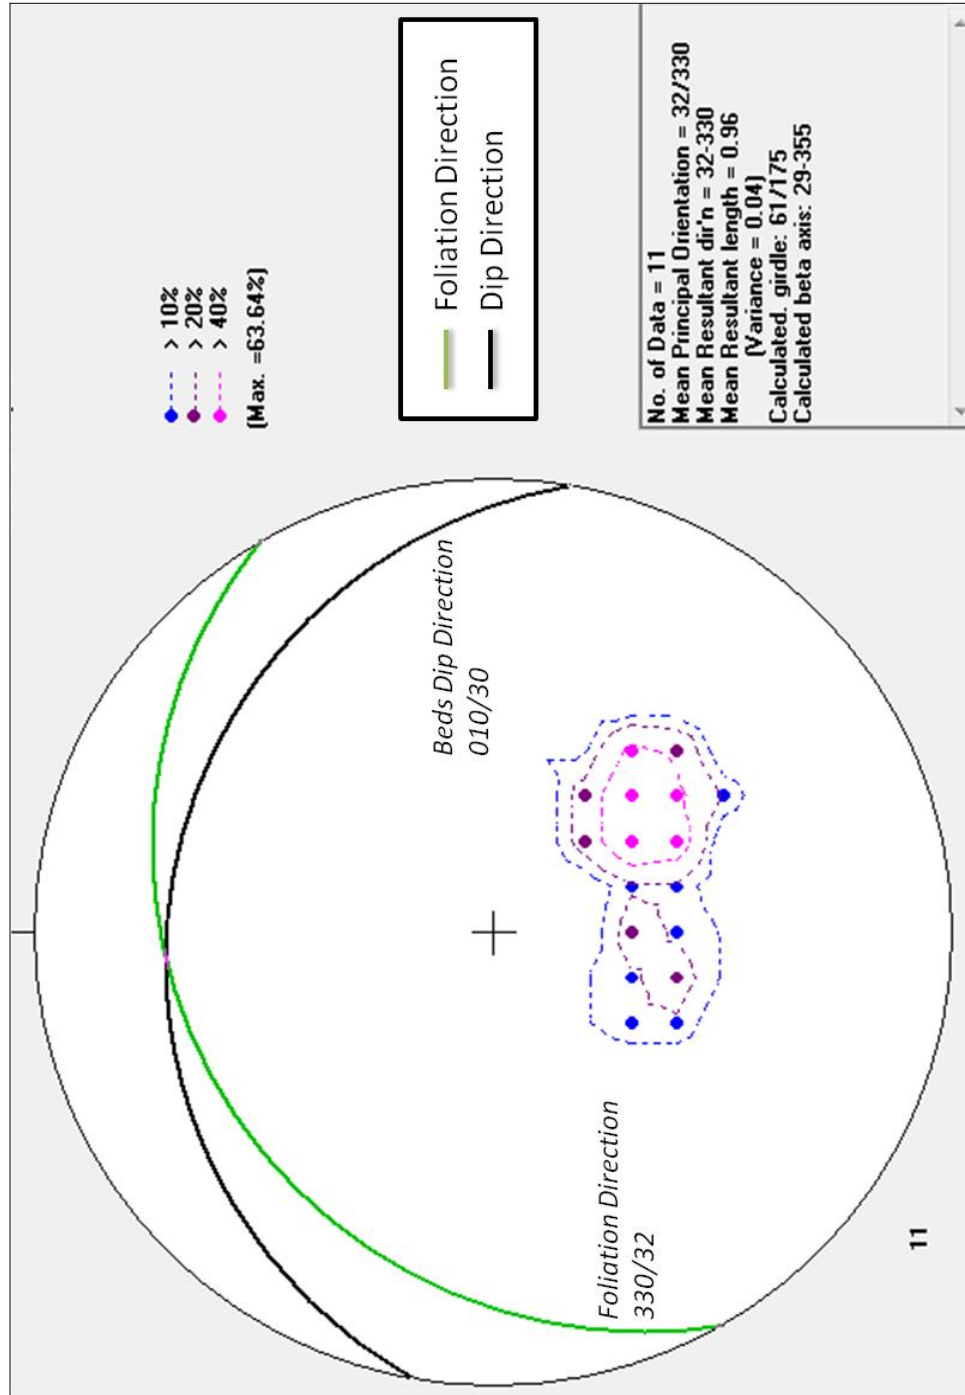 > 10%
> 20%
> 40%
(Max. =63.64%)
Foliation Direction
Dip Direction
No. of Data = 11
Mean Principal Orientation = 32/330
Mean Resultant dir'n = 32-330
Mean Resultant length = 0.96
(Variance = 0.04)
Calculated. girdle: 61/175
Calculated beta axis: 29-355
Beds Dip Direction
010/30
Foliation Direction
330/32
11